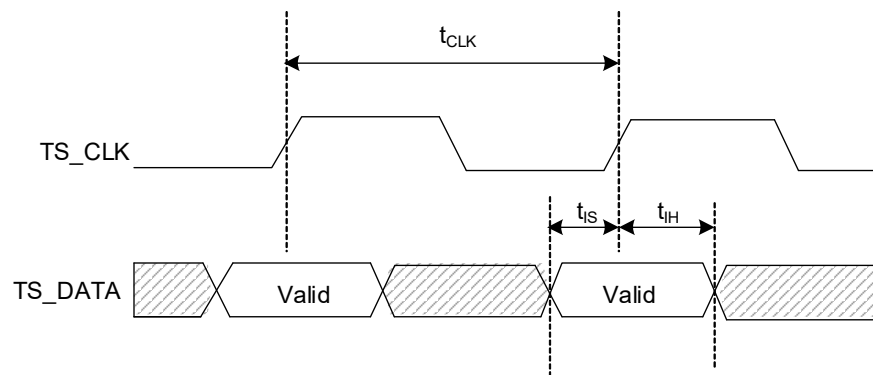 tCLK
TS_CLK
tIS tIH
TS_DATA Valid Valid